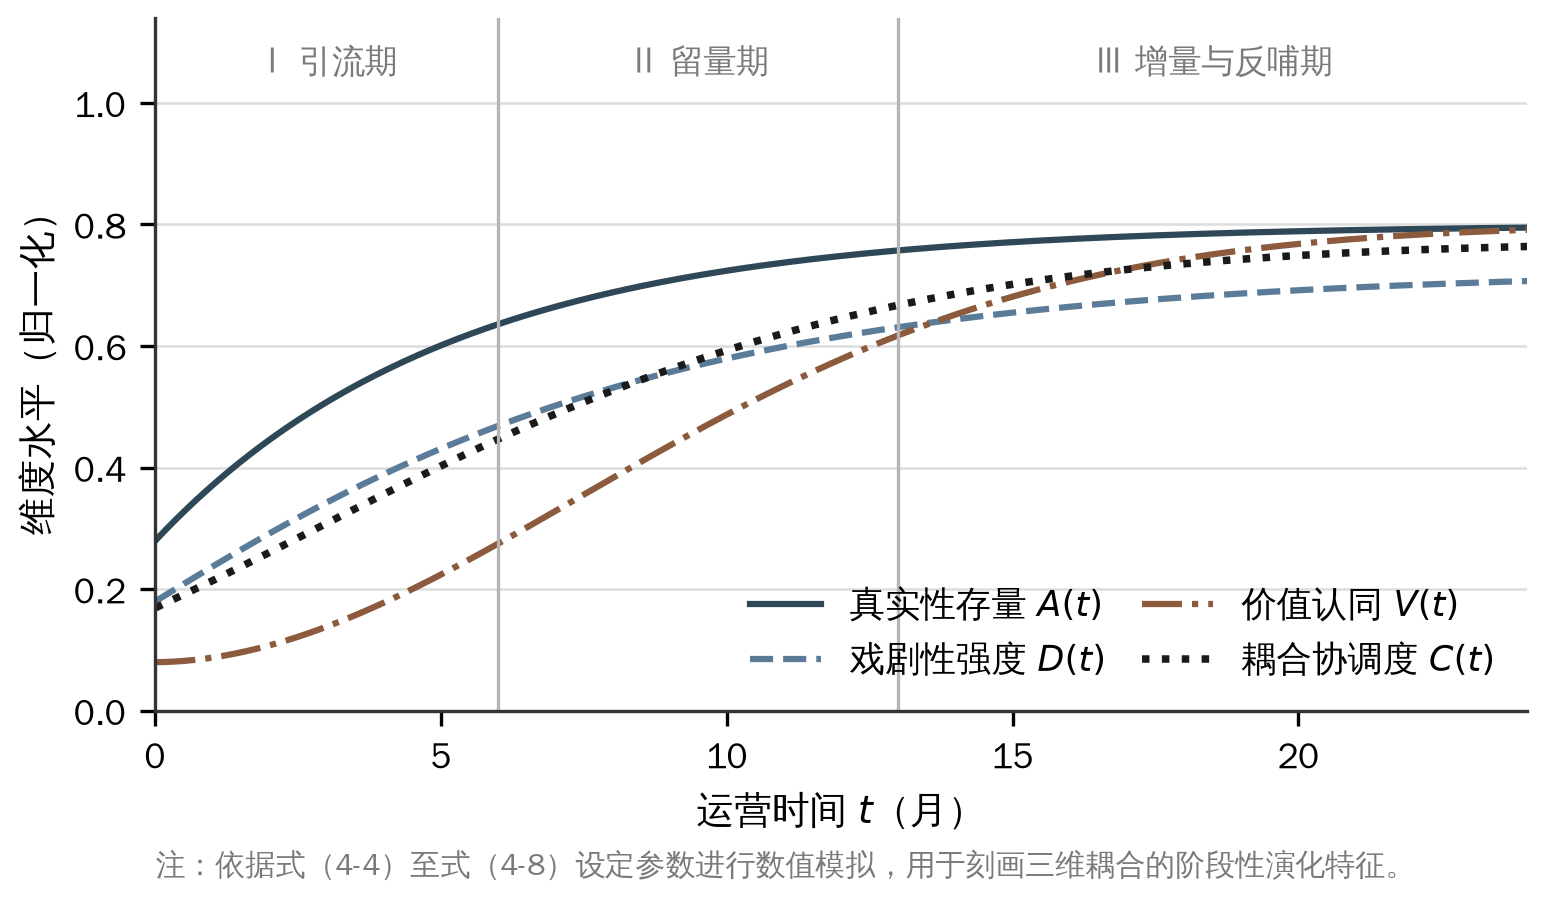 Ⅰ 引流期
Ⅱ 留量期
Ⅲ 增量与反哺期
1.0
0.8
0.6
0.4
0.2
0.0
维度水平（归一化）
真实性存量 A(t)
价值认同 V(t)
戏剧性强度 D(t)
耦合协调度 C(t)
0 5 10 15 20
运营时间 t（月）
注：依据式（4-4）至式（4-8）设定参数进行数值模拟，用于刻画三维耦合的阶段性演化特征。